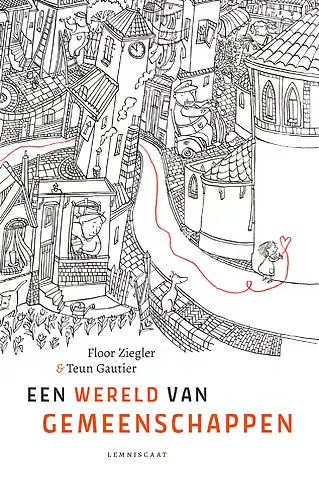 Floor Ziegler
& Teun Gautier
EEN WERELD VAN
GEMEENSCHAPPEN
LEMNISCAAT